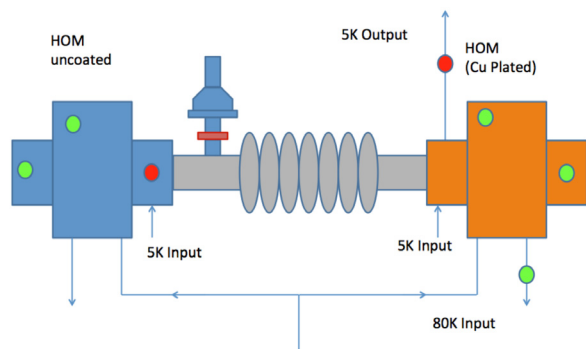 HOM
uncoated
5K Output
HOM
(Cu Plated)
5K Input
5K Input
80K Input